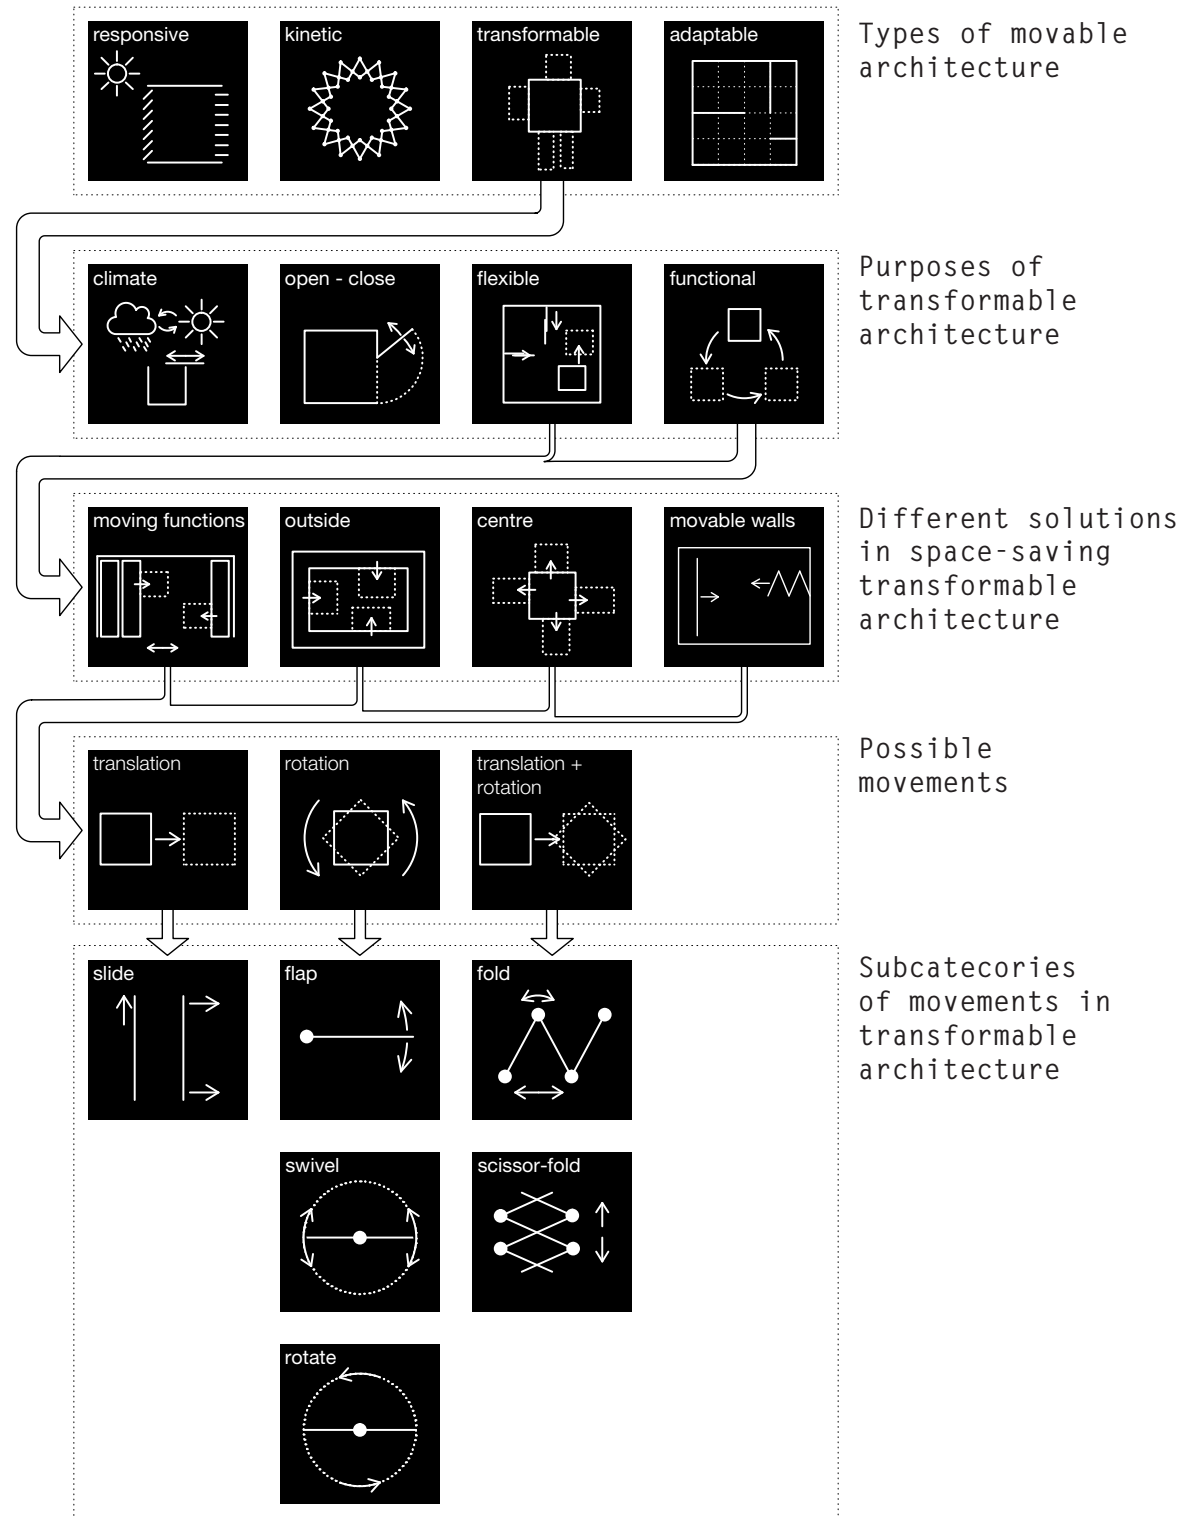 responsive
kinetic
transformable
adaptable
Types of movable
architecture
climate
open - close
flexible
functional
Purposes of
transformable
architecture
moving functions
outside
centre
movable walls
Different solutions
in space-saving
transformable
architecture
translation
rotation
translation +
rotation
Possible
movements
slide
flap
fold
Subcatecories
of movements in
transformable
architecture
swivel
scissor-fold
rotate